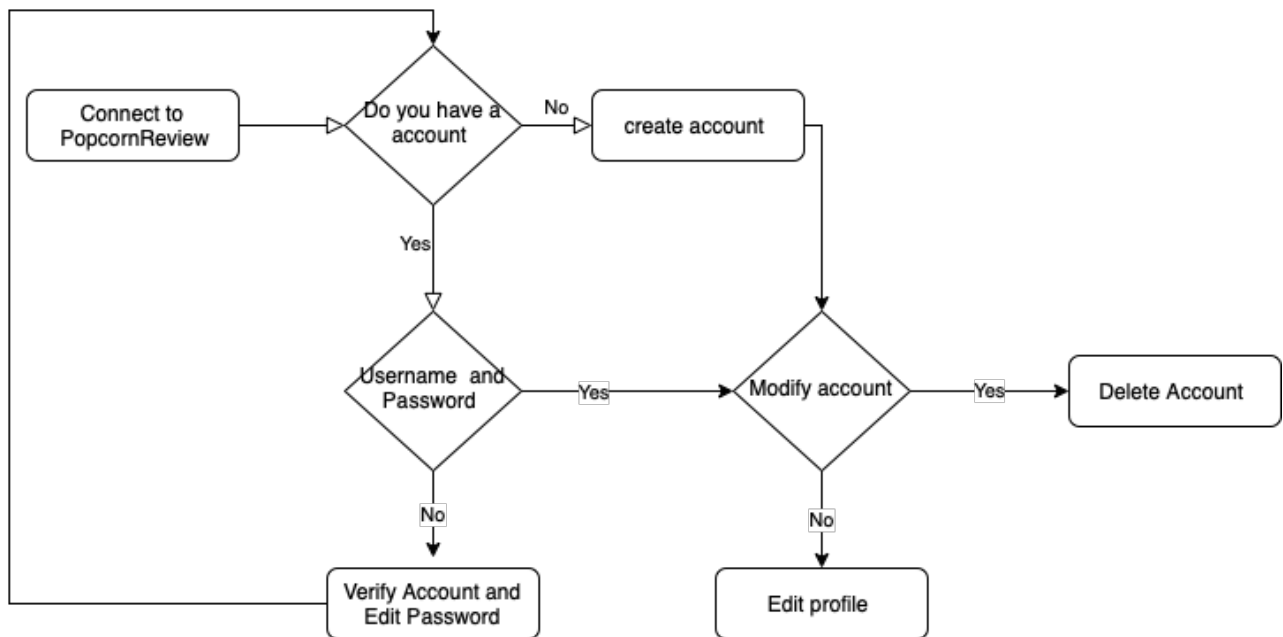 Connect to
PopcornReview
Do you have a
account
No
create account
Yes
Username and
Password
Yes
Modify account
Yes
Delete Account
No
No
Verify Account and
Edit Password
Edit profile